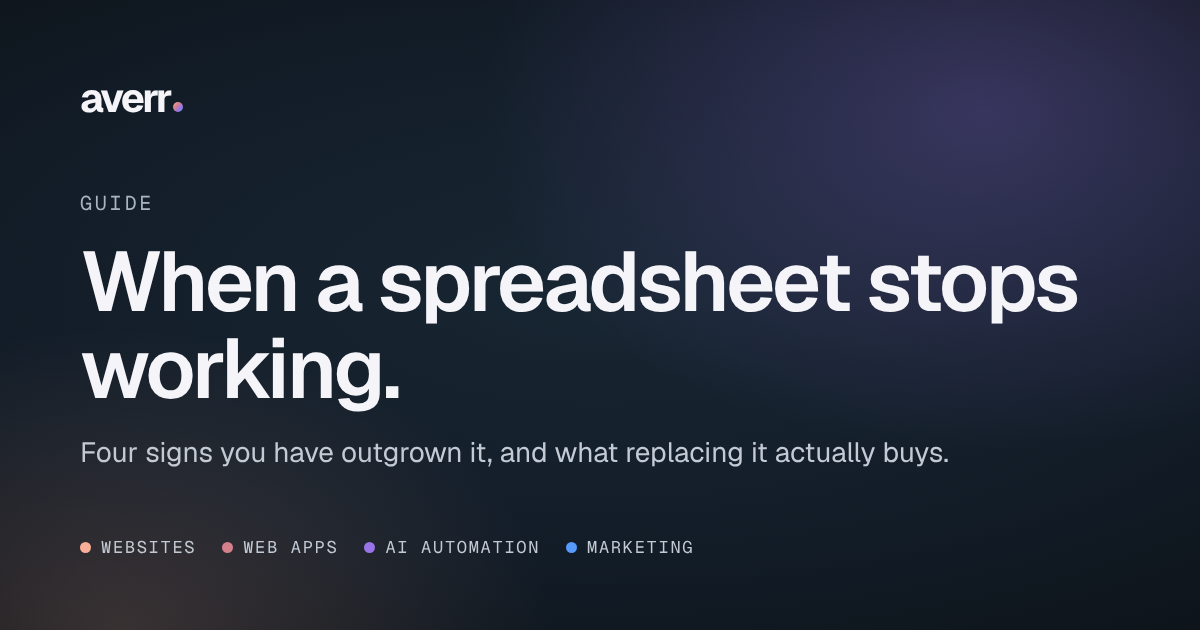 averr.
GUIDE
When a spreadsheet stops
working.
Four signs you have outgrown it, and what replacing it actually buys.
WEBSITES WEB APPS AI AUTOMATION MARKETING